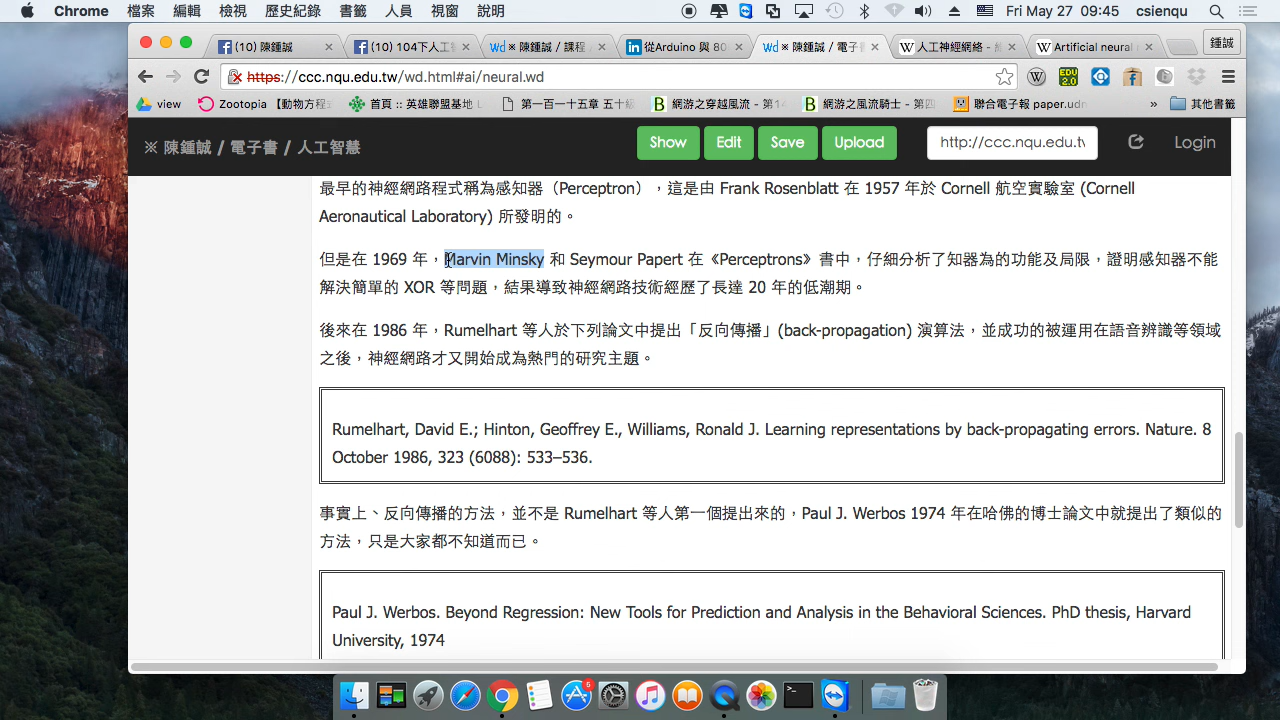 Chrome 檔案 編輯 檢視 歷史紀錄 書籤 人員 視窗 說明 Fri May 27 09:45 csienqu
(10) 陳鍾誠 × (10) 104下人工 × Wd ※ 陳鍾誠 / 課程 × in 從Arduino 與 80 × Wd ※ 陳鍾誠 / 電子 × W 人工神經網絡 - × W Artificial neural × 鍾誠
https://ccc.nqu.edu.tw/wd.html#ai/neural.wd
view Zootopia 【動物方程 首頁 :: 英雄聯盟基地 第一百一十五章 五十 B 網游之穿越風流 - 第14 B 網游之風流騎士 - 第四 聯合電子報 paper.udn » 其他書籤
※ 陳鍾誠 / 電子書 / 人工智慧 Show Edit Save Upload http://ccc.nqu.edu.tv Login
最早的神經網路程式稱為感知器（Perceptron），這是由 Frank Rosenblatt 在 1957 年於 Cornell 航空實驗室 (Cornell
Aeronautical Laboratory) 所發明的。
但是在 1969 年，Marvin Minsky 和 Seymour Papert 在《Perceptrons》書中，仔細分析了知器為的功能及局限，證明感知器不能
解決簡單的 XOR 等問題，結果導致神經網路技術經歷了長達 20 年的低潮期。
後來在 1986 年，Rumelhart 等人於下列論文中提出「反向傳播」(back-propagation) 演算法，並成功的被運用在語音辨識等領域
之後，神經網路才又開始成為熱門的研究主題。
Rumelhart, David E.; Hinton, Geoffrey E., Williams, Ronald J. Learning representations by back-propagating errors. Nature. 8
October 1986, 323 (6088): 533–536.
事實上、反向傳播的方法，並不是 Rumelhart 等人第一個提出來的，Paul J. Werbos 1974 年在哈佛的博士論文中就提出了類似的
方法，只是大家都不知道而已。
Paul J. Werbos. Beyond Regression: New Tools for Prediction and Analysis in the Behavioral Sciences. PhD thesis, Harvard
University, 1974